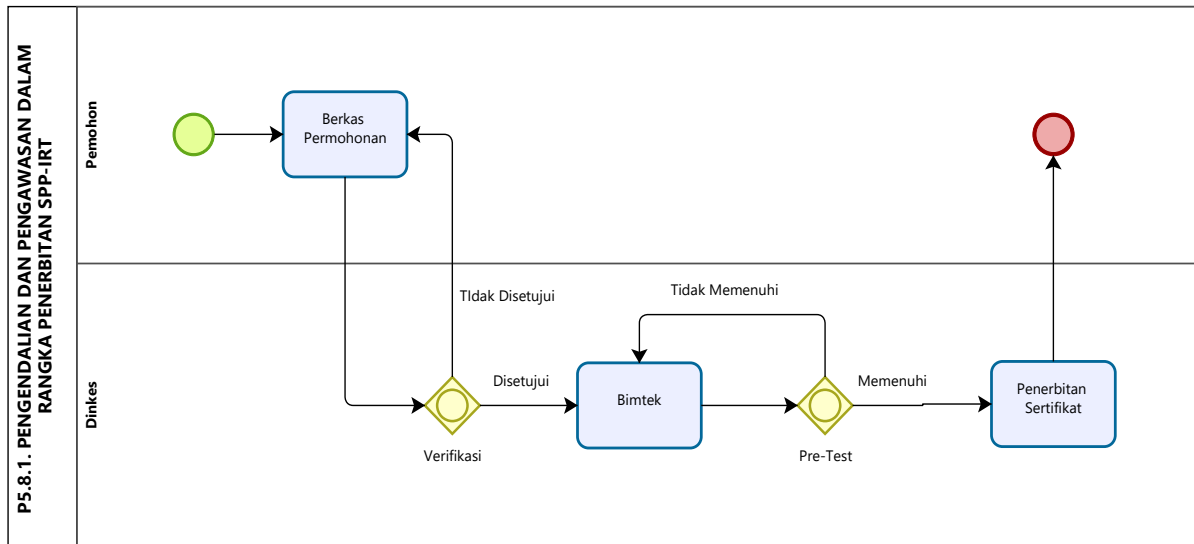 P5.8.1. PENGENDALIAN DAN PENGAWASAN DALAM
RANGKA PENERBITAN SPP-IRT
Pemohon
Berkas
Permohonan
Dinkes
TIdak Disetujui
Tidak Memenuhi
Disetujui
Bimtek
Memenuhi
Penerbitan
Sertifikat
Verifikasi
Pre-Test